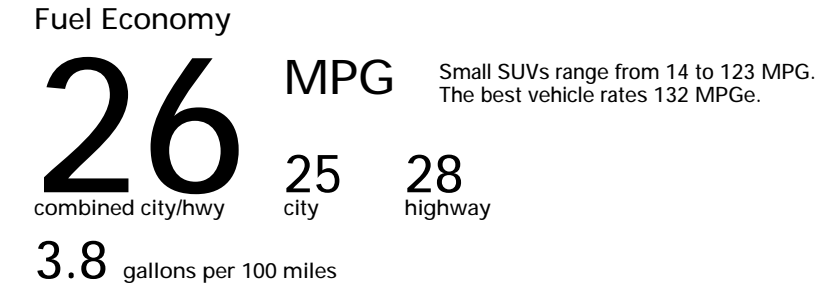 Fuel Economy
26 MPG
Small SUVs range from 14 to 123 MPG.
The best vehicle rates 132 MPGe.
combined city/hwy
25
city
28
highway
3.8 gallons per 100 miles